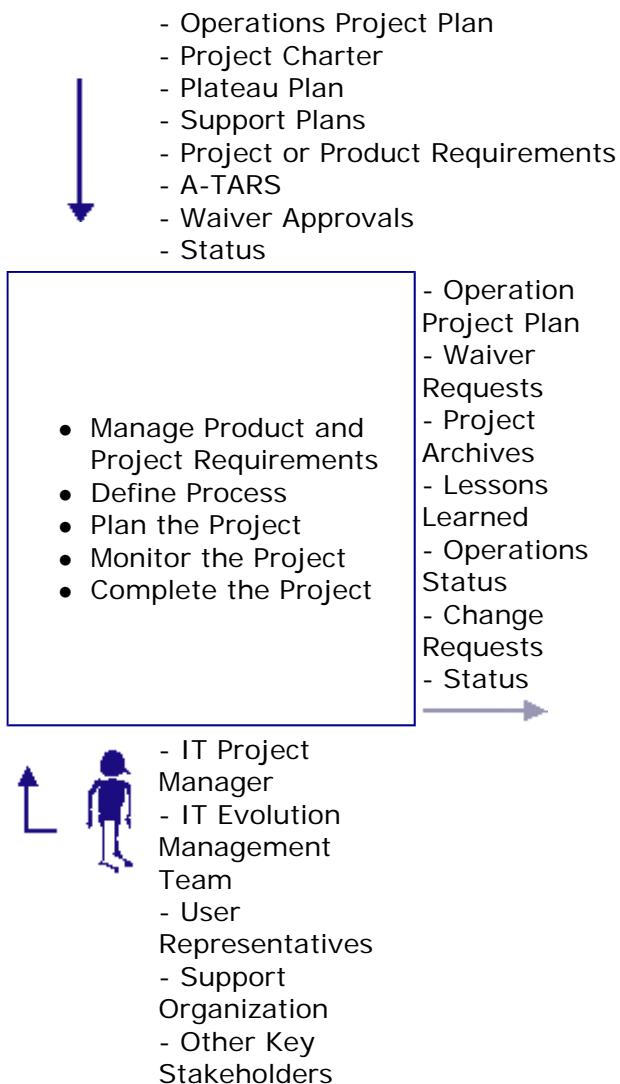 - Operations Project Plan
- Project Charter
- Plateau Plan
- Support Plans
- Project or Product Requirements
- A-TARS
- Waiver Approvals
- Status
● Manage Product and
Project Requirements
● Define Process
● Plan the Project
● Monitor the Project
● Complete the Project
- Operation
Project Plan
- Waiver
Requests
- Project
Archives
- Lessons
Learned
- Operations
Status
- Change
Requests
- Status
- IT Project
Manager
- IT Evolution
Management
Team
- User
Representatives
- Support
Organization
- Other Key
Stakeholders